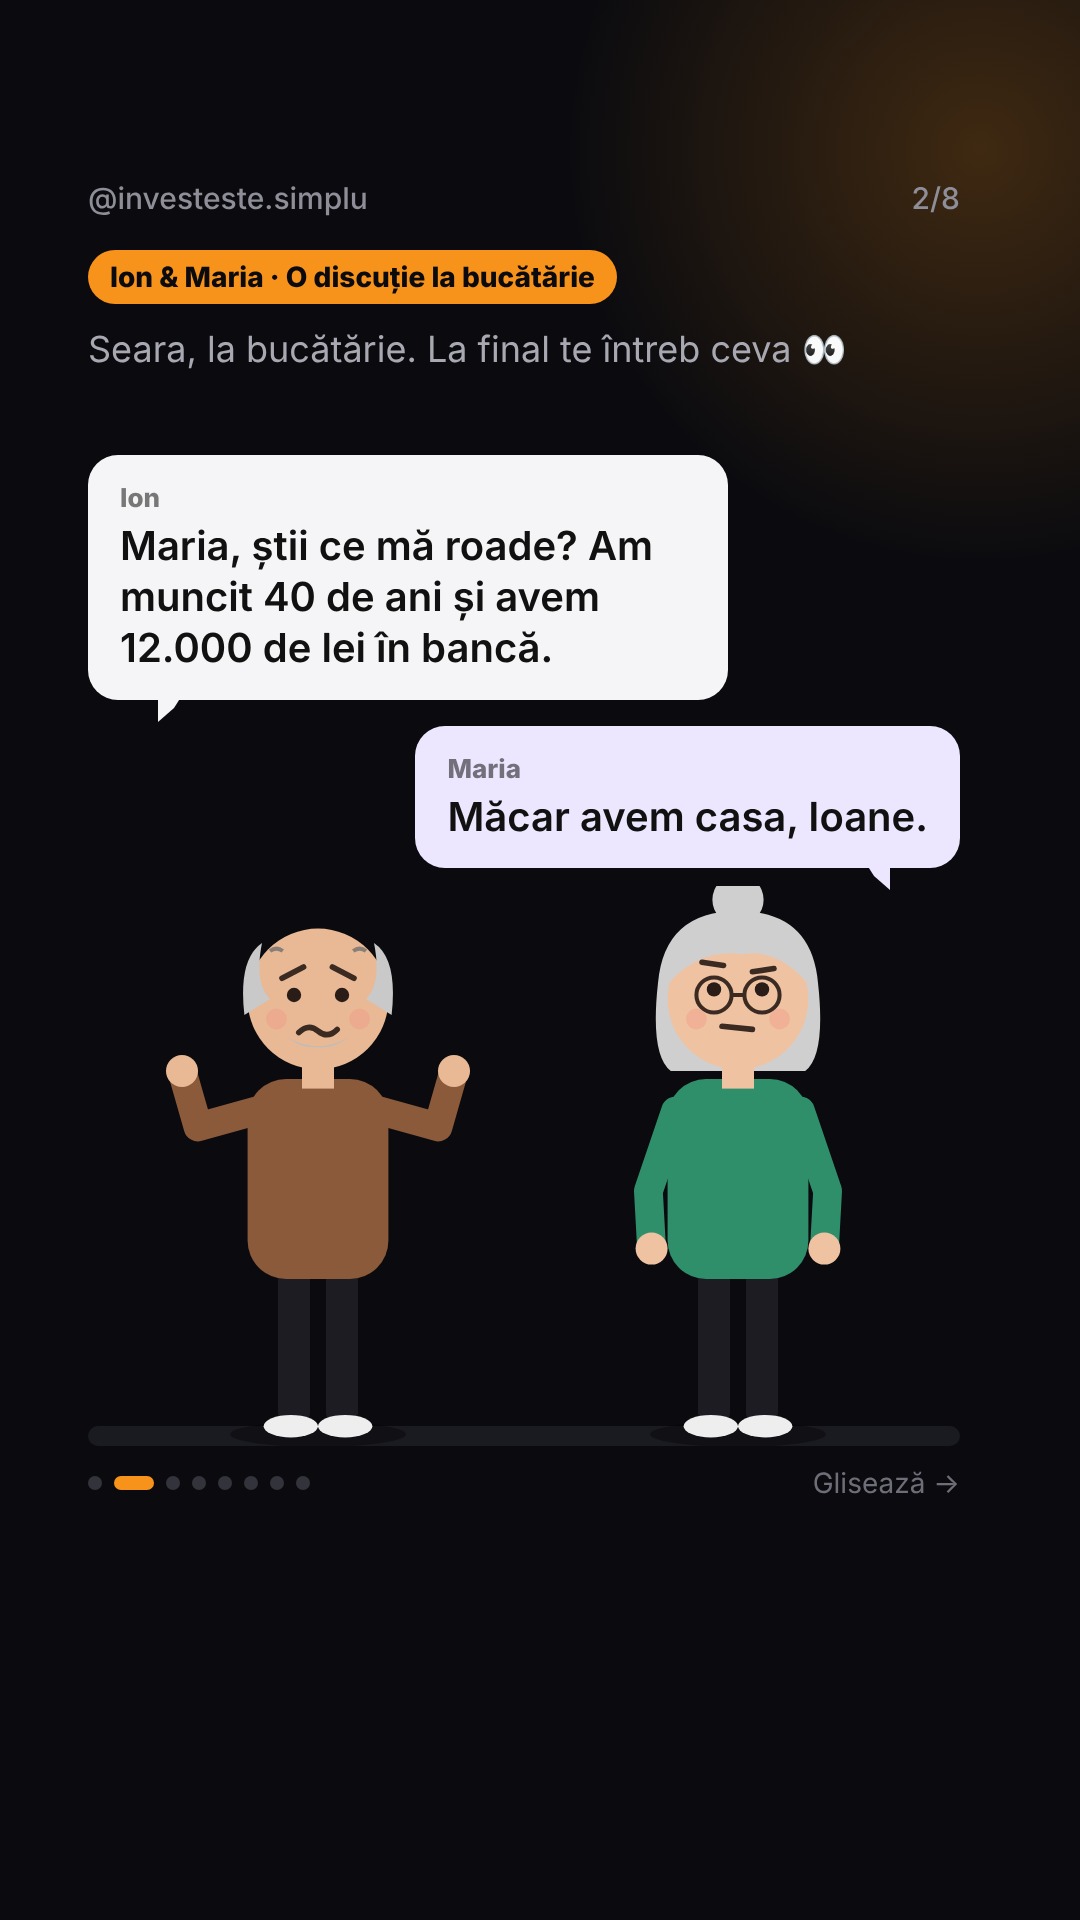 @investeste.simplu
2/8
Ion & Maria · O discuție la bucătărie
Seara, la bucătărie. La final te întreb ceva 👀
Ion
Maria, știi ce mă roade? Am
muncit 40 de ani și avem
12.000 de lei în bancă.
Maria
Măcar avem casa, Ioane.
Glisează →